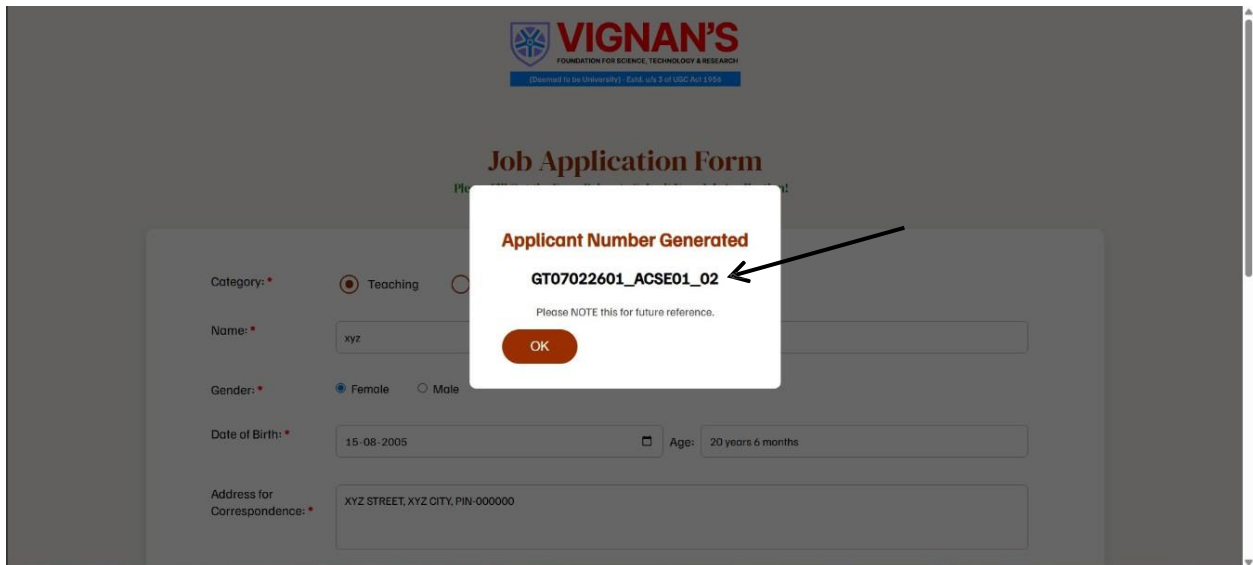 VIGNAN'S
FOUNDATION FOR SCIENCE, TECHNOLOGY & RESEARCH
(Deemed to be University) - Estd. u/s 3 of UGC Act 1956
Job Application Form
Applicant Number Generated
GT07022601_ACSE01_02
Please NOTE this for future reference.
OK
Category: * Teaching
Name: * xyz
Gender: * Female Male
Date of Birth: * 15-08-2005 Age: 20 years 6 months
Address for
Correspondence: * XYZ STREET, XYZ CITY, PIN-000000